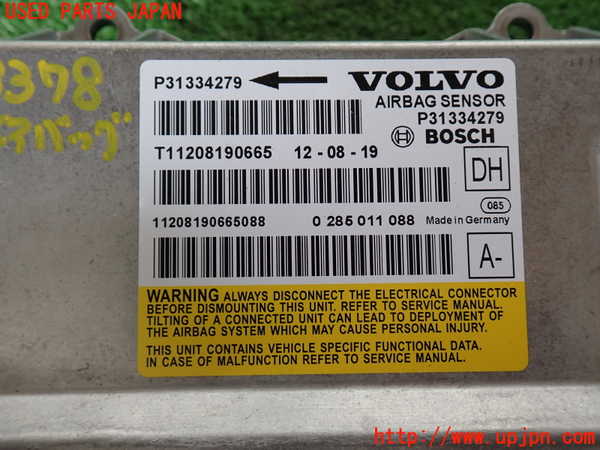 USED PARTS JAPAN
3378
エアバッグ
P31334279
VOLVO
AIRBAG SENSOR
P31334279
BOSCH
T11208190665 12-08-19
DH
085
11208190665088 0 285 011 088 Made in Germany
A-
WARNING ALWAYS DISCONNECT THE ELECTRICAL CONNECTOR
BEFORE DISMOUNTING THIS UNIT. REFER TO SERVICE MANUAL.
TILTING OF A CONNECTED UNIT CAN LEAD TO DEPLOYMENT OF
THE AIRBAG SYSTEM WHICH MAY CAUSE PERSONAL INJURY.
THIS UNIT CONTAINS VEHICLE SPECIFIC FUNCTIONAL DATA.
IN CASE OF MALFUNCTION REFER TO SERVICE MANUAL.
http://www.upjpn.com/